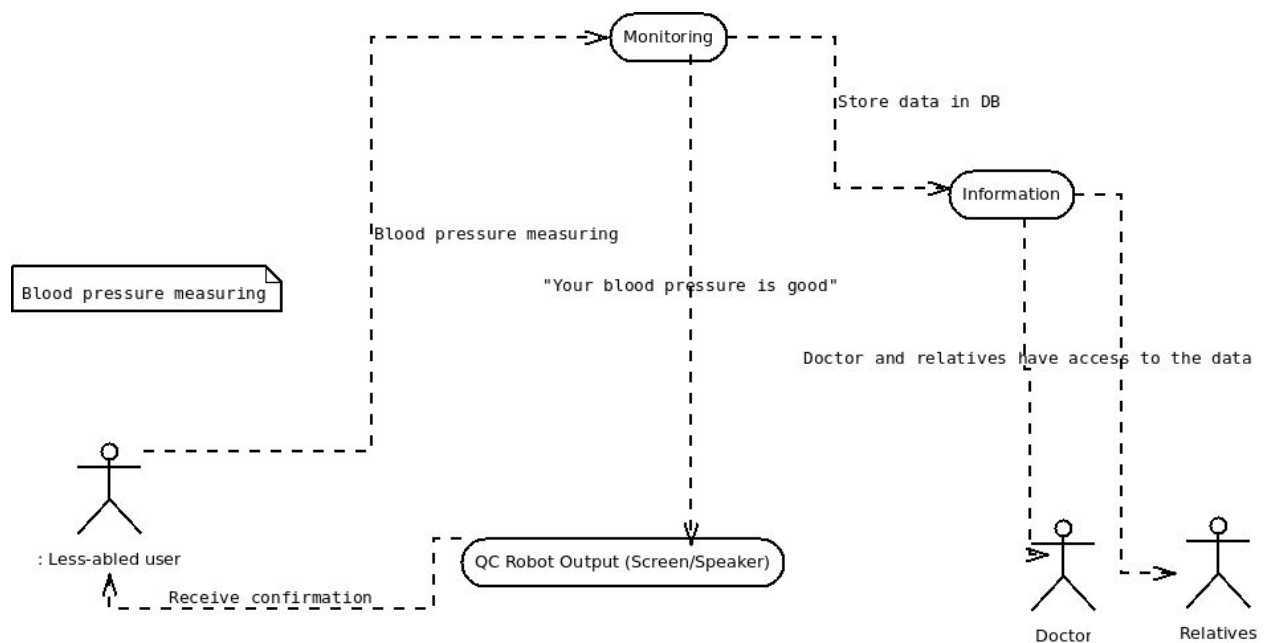 Monitoring
Store data in DB
Information
Blood pressure measuring
Blood pressure measuring
"Your blood pressure is good"
Doctor and relatives have access to the data
: Less-abled user
QC Robot Output (Screen/Speaker)
Receive confirmation
Doctor
Relatives